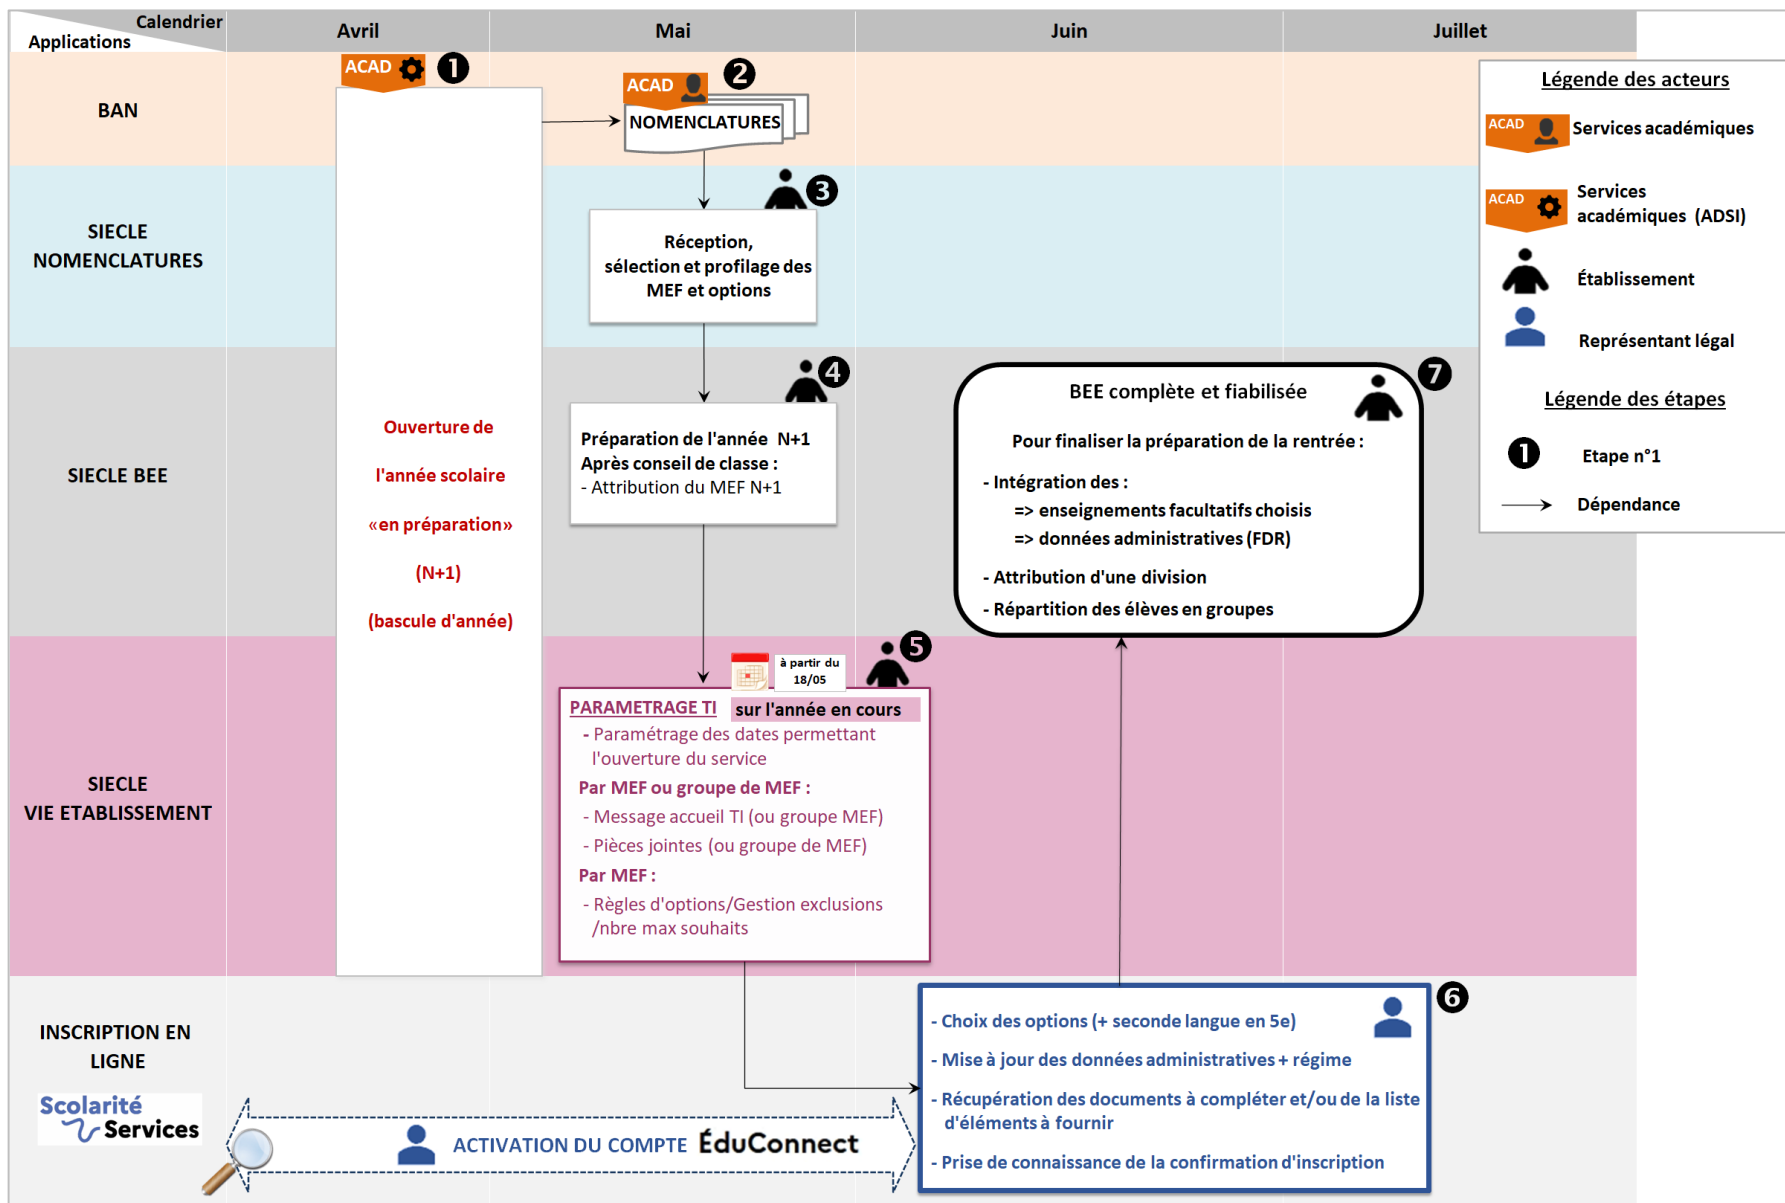 Calendrier
Applications
Avril
Mai
Juin
Juillet
BAN
ACAD
1
ACAD
2
NOMENCLATURES
SIECLE
NOMENCLATURES
3
Réception,
sélection et profilage des
MEF et options
SIECLE BEE
4
Préparation de l'année N+1
Après conseil de classe :
- Attribution du MEF N+1
Ouverture de
l'année scolaire
«en préparation»
(N+1)
(bascule d'année)
7
BEE complète et fiabilisée
Pour finaliser la préparation de la rentrée :
- Intégration des :
=> enseignements facultatifs choisis
=> données administratives (FDR)
- Attribution d'une division
- Répartition des élèves en groupes
SIECLE
VIE ETABLISSEMENT
5
à partir du
18/05
PARAMETRAGE TI sur l'année en cours
- Paramétrage des dates permettant
l'ouverture du service
Par MEF ou groupe de MEF :
- Message accueil TI (ou groupe MEF)
- Pièces jointes (ou groupe de MEF)
Par MEF :
- Règles d'options/Gestion exclusions
/nbre max souhaits
INSCRIPTION EN
LIGNE
Scolarité
Services
ACTIVATION DU COMPTE ÉduConnect
6
- Choix des options (+ seconde langue en 5e)
- Mise à jour des données administratives + régime
- Récupération des documents à compléter et/ou de la liste
d'éléments à fournir
- Prise de connaissance de la confirmation d'inscription
Légende des acteurs
ACAD
Services académiques
ACAD
Services
académiques (ADSI)
Établissement
Représentant légal
Légende des étapes
1
Etape n°1
Dépendance